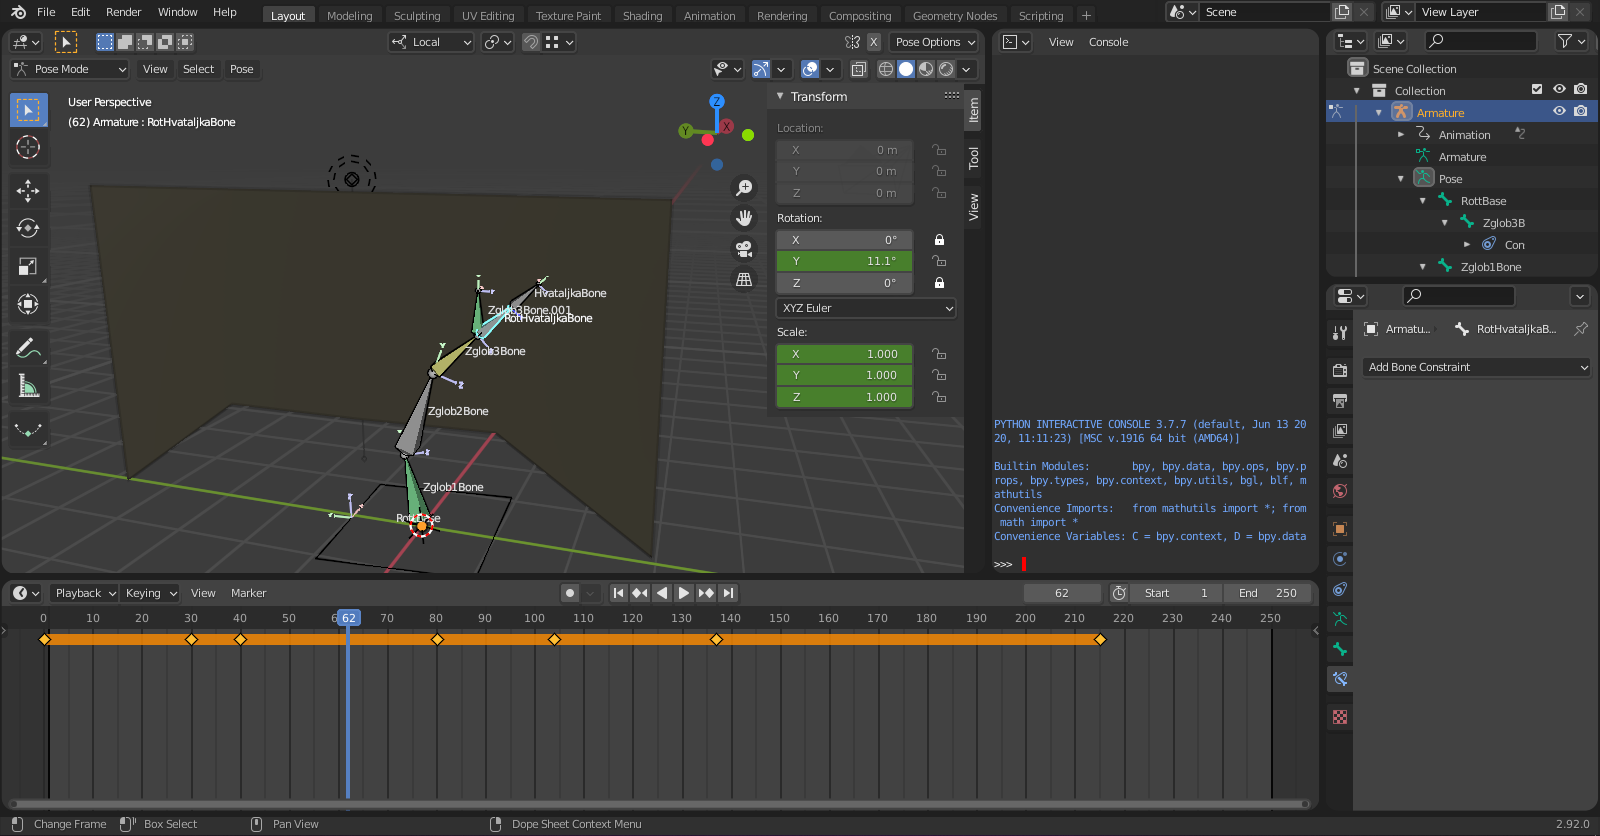 File Edit Render Window Help
Layout Modeling Sculpting UV Editing Texture Paint Shading Animation Rendering Compositing Geometry Nodes Scripting +
Scene
View Layer
Local
X
Pose Options
View Console
Pose Mode View Select Pose
User Perspective
(62) Armature : RotHvataljkaBone
Z
Y
X
Transform
Location:
X 0 m
Y 0 m
Z 0 m
Rotation:
X 0°
Y 11.1°
Z 0°
XYZ Euler
Scale:
X 1.000
Y 1.000
Z 1.000
Item
Tool
View
HvataljkaBone
Zglob3Bone.001
RotHvataljkaBone
Zglob3Bone
Zglob2Bone
Zglob1Bone
PYTHON INTERACTIVE CONSOLE 3.7.7 (default, Jun 13 20
20, 11:11:23) [MSC v.1916 64 bit (AMD64)]
Builtin Modules: bpy, bpy.data, bpy.ops, bpy.p
rops, bpy.types, bpy.context, bpy.utils, bgl, blf, m
athutils
Convenience Imports: from mathutils import *; from
math import *
Convenience Variables: C = bpy.context, D = bpy.data
>>>
Scene Collection
Collection
Armature
Animation 2
Armature
Pose
RottBase
Zglob3B
Con
Zglob1Bone
Armatu... RotHvataljkaB...
Add Bone Constraint
Playback Keying View Marker
62
Start 1
End 250
0 10 20 30 40 50 62 70 80 90 100 110 120 130 140 150 160 170 180 190 200 210 220 230 240 250
Change Frame
Box Select
Pan View
Dope Sheet Context Menu
2.92.0